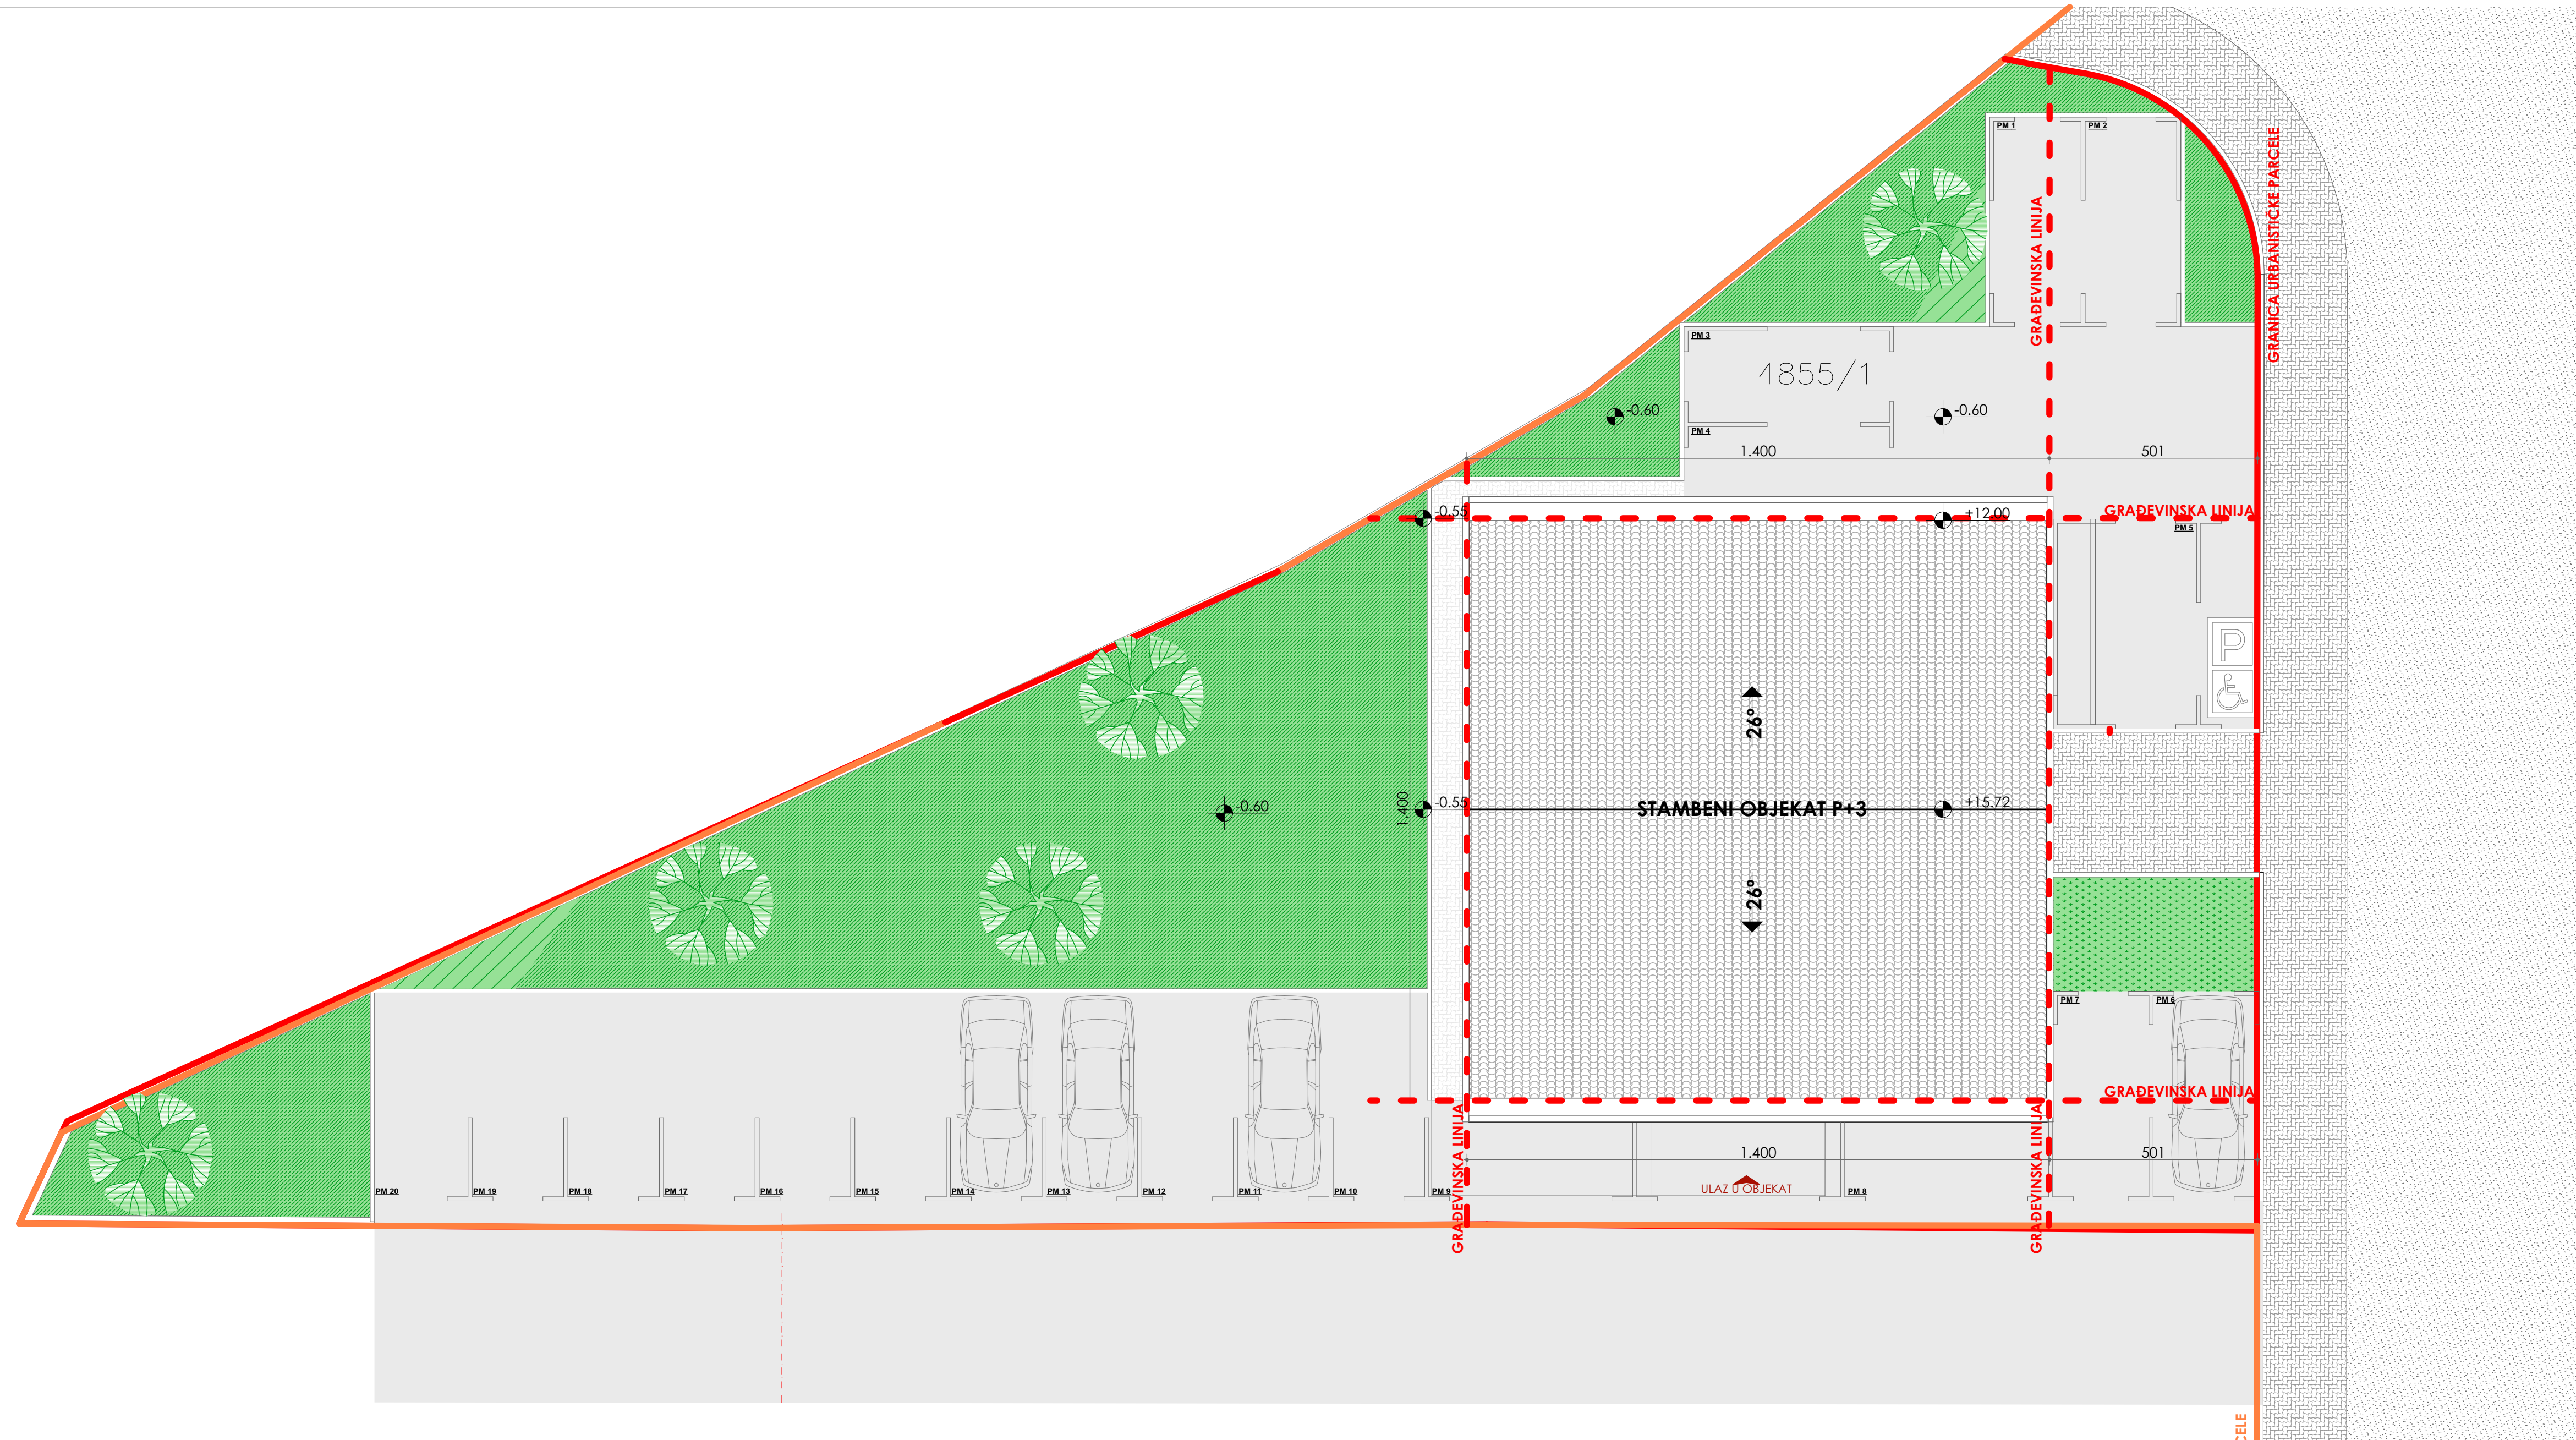 PM 1
PM 2
GRAĐEVINSKA LINIJA
GRANICA URBANISTIČKE PARCELE
PM 3
4855/1
-0.60
-0.60
PM 4
1.400
501
-0.55
+12.00
GRAĐEVINSKA LINIJA
PM 5
P
26°
-0.60
1.400
-0.55
STAMBENI OBJEKAT P+3
+15.72
26°
PM 7
PM 6
GRAĐEVINSKA LINIJA
GRAĐEVINSKA LINIJA
GRAĐEVINSKA LINIJA
1.400
501
ULAZ U OBJEKAT
PM 20
PM 19
PM 18
PM 17
PM 16
PM 15
PM 14
PM 13
PM 12
PM 11
PM 10
PM 9
PM 8